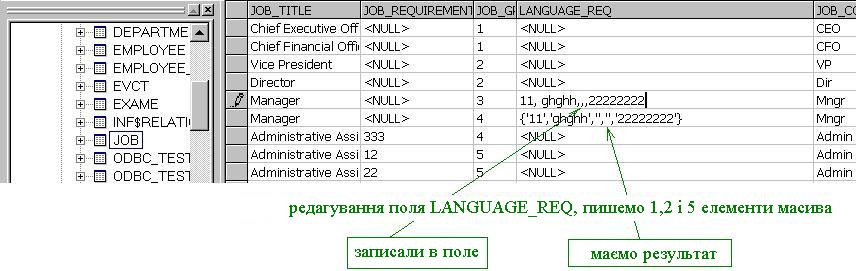 JOB_TITLE JOB_REQUIREMENT JOB_GI LANGUAGE_REQ JOB_CO
DEPARTME
EMPLOYEE
EMPLOYEE_
EVCT
EXAME
INF$RELATI
JOB
ODBC_TEST
ODBC_TEST
Chief Executive Offi <NULL> 1 <NULL> CEO
Chief Financial Offi <NULL> 1 <NULL> CFO
Vice President <NULL> 2 <NULL> VP
Director <NULL> 2 <NULL> Dir
Manager <NULL> 3 11, ghghh,,,22222222 Mngr
Manager <NULL> 4 {'11','ghghh','','','22222222'} Mngr
Administrative Assi 333 4 <NULL> Admin
Administrative Assi 12 5 <NULL> Admin
Administrative Assi 22 5 <NULL> Admin
редагування поля LANGUAGE_REQ, пишемо 1,2 і 5 елементи масива
записали в поле
маємо результат